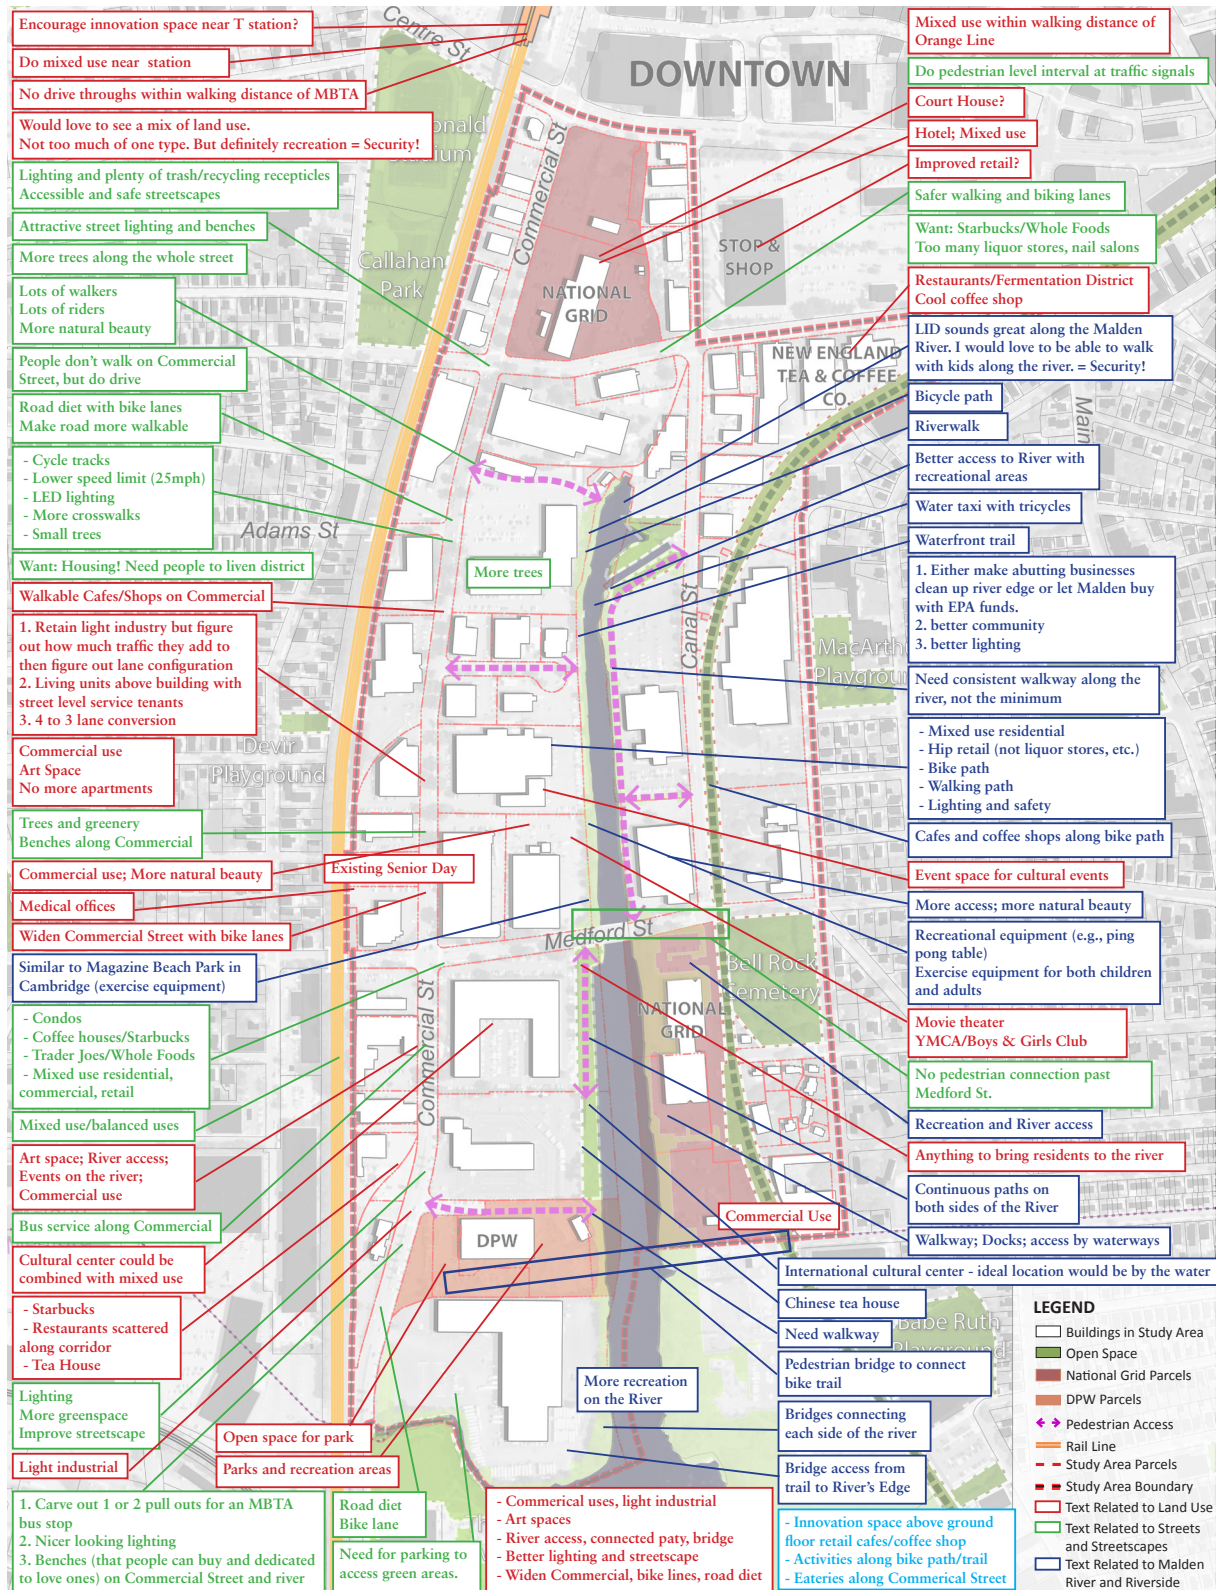 Encourage innovation space near T station?
Do mixed use near  station
No drive throughs within walking distance of MBTA
Would love to see a mix of land use.
Not too much of one type. But definitely recreation = Security!
Lighting and plenty of trash/recycling recepticles
Accessible and safe streetscapes
Attractive street lighting and benches
More trees along the whole street
Lots of walkers
Lots of riders
More natural beauty
People don't walk on Commercial
Street, but do drive
Road diet with bike lanes
Make road more walkable
- Cycle tracks
- Lower speed limit (25mph)
- LED lighting
- More crosswalks
- Small trees
Want: Housing! Need people to liven district
Walkable Cafes/Shops on Commercial
1. Retain light industry but figure
out how much traffic they add to
then figure out lane configuration
2. Living units above building with
street level service tenants
3. 4 to 3 lane conversion
Commercial use
Art Space
No more apartments
Trees and greenery
Benches along Commercial
Commercial use; More natural beauty
Medical offices
Widen Commercial Street with bike lanes
Similar to Magazine Beach Park in
Cambridge (exercise equipment)
- Condos
- Coffee houses/Starbucks
- Trader Joes/Whole Foods
- Mixed use residential,
commercial, retail
Mixed use/balanced uses
Art space; River access;
Events on the river;
Commercial use
Bus service along Commercial
Cultural center could be
combined with mixed use
- Starbucks
- Restaurants scattered
along corridor
- Tea House
Lighting
More greenspace
Improve streetscape
Light industrial
1. Carve out 1 or 2 pull outs for an MBTA
bus stop
2. Nicer looking lighting
3. Benches (that people can buy and dedicated
to love ones) on Commercial Street and river
Centre St
DOWNTOWN
onald
dium
Commercial St
Callahan
Park
NATIONAL
GRID
STOP &
SHOP
NEW ENGLAND
TEA & COFFEE
CO.
Main
Adams St
More trees
Canal St
MacArth
Playgroun
Devir
Playground
Existing Senior Day
Medford St
Bell Rock
Cemetery
NATIONAL
GRID
Commercial St
Commercial Use
DPW
Babe Ruth
Playground
More recreation
on the River
Open space for park
Parks and recreation areas
Road diet
Bike lane
Need for parking to
access green areas.
Th
- Commerical uses, light industrial
- Art spaces
- River access, connected paty, bridge
- Better lighting and streetscape
- Widen Commercial, bike lines, road diet
- Innovation space above ground
floor retail cafes/coffee shop
- Activities along bike path/trail
- Eateries along Commerical Street
Mixed use within walking distance of
Orange Line
Do pedestrian level interval at traffic signals
Court House?
Hotel; Mixed use
Improved retail?
Safer walking and biking lanes
Want: Starbucks/Whole Foods
Too many liquor stores, nail salons
Restaurants/Fermentation District
Cool coffee shop
LID sounds great along the Malden
River. I would love to be able to walk
with kids along the river. = Security!
Bicycle path
Riverwalk
Better access to River with
recreational areas
Water taxi with tricycles
Waterfront trail
1. Either make abutting businesses
clean up river edge or let Malden buy
with EPA funds.
2. better community
3. better lighting
Need consistent walkway along the
river, not the minimum
- Mixed use residential
- Hip retail (not liquor stores, etc.)
- Bike path
- Walking path
- Lighting and safety
Cafes and coffee shops along bike path
Event space for cultural events
More access; more natural beauty
Recreational equipment (e.g., ping
pong table)
Exercise equipment for both children
and adults
Movie theater
YMCA/Boys & Girls Club
No pedestrian connection past
Medford St.
Recreation and River access
Anything to bring residents to the river
Continuous paths on
both sides of the River
Walkway; Docks; access by waterways
International cultural center - ideal location would be by the water
Chinese tea house
Need walkway
Pedestrian bridge to connect
bike trail
Bridges connecting
each side of the river
Bridge access from
trail to River's Edge
LEGEND
Buildings in Study Area
Open Space
National Grid Parcels
DPW Parcels
Pedestrian Access
Rail Line
Study Area Parcels
Study Area Boundary
Text Related to Land Use
Text Related to Streets
and Streetscapes
Text Related to Malden
River and Riverside